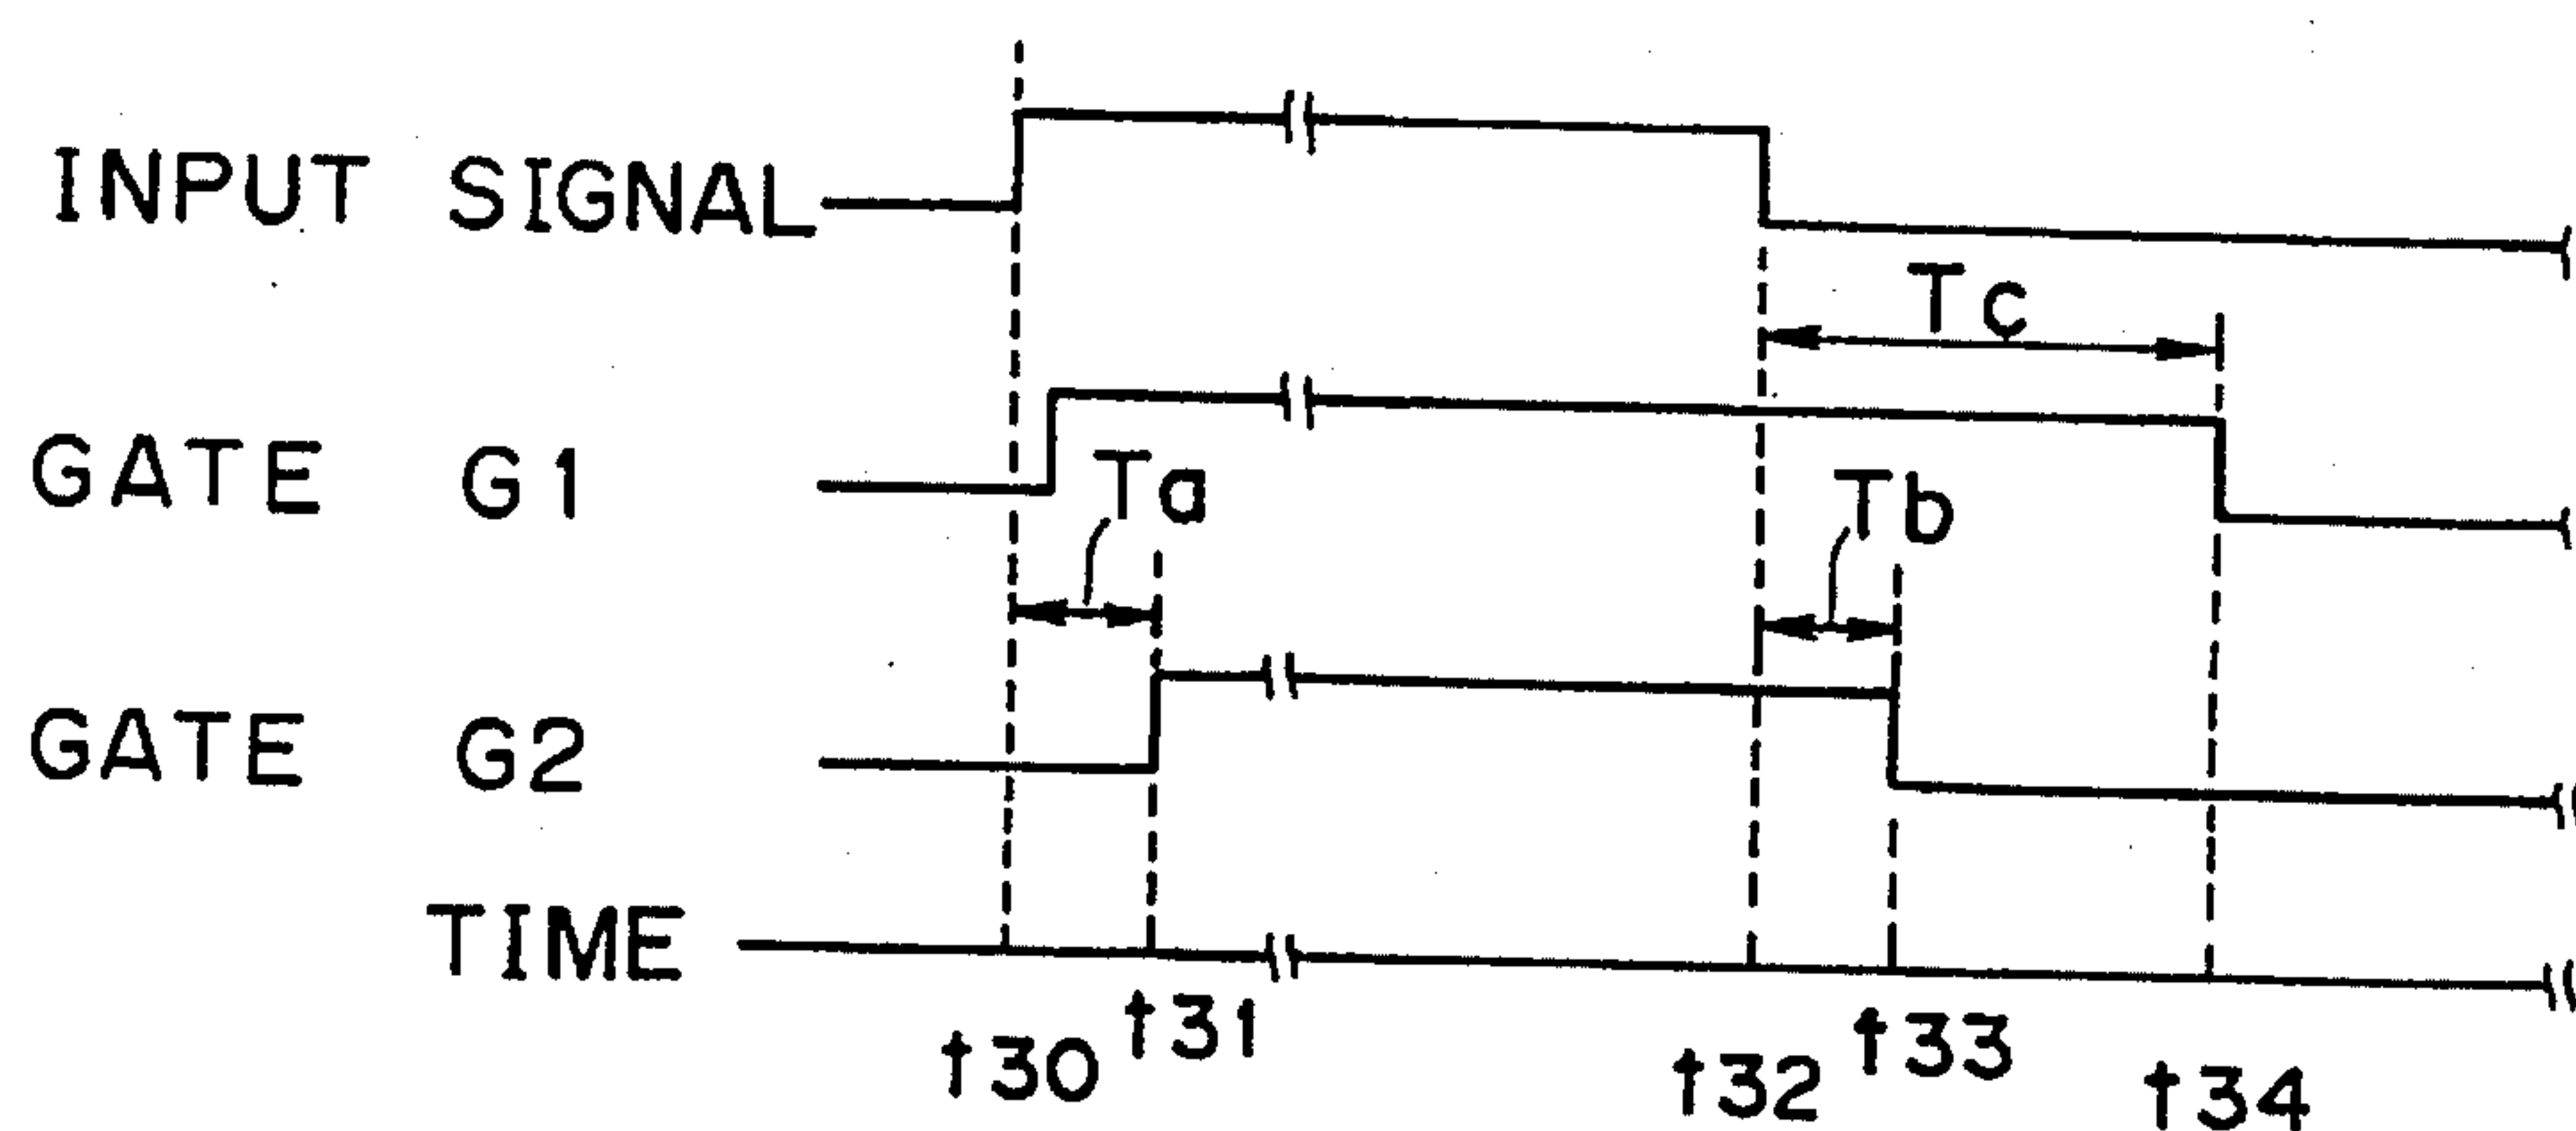 INPUT SIGNAL
Tc
GATE G1
Ta
Tb
GATE G2
TIME
t30 t31 t32 t33 t34